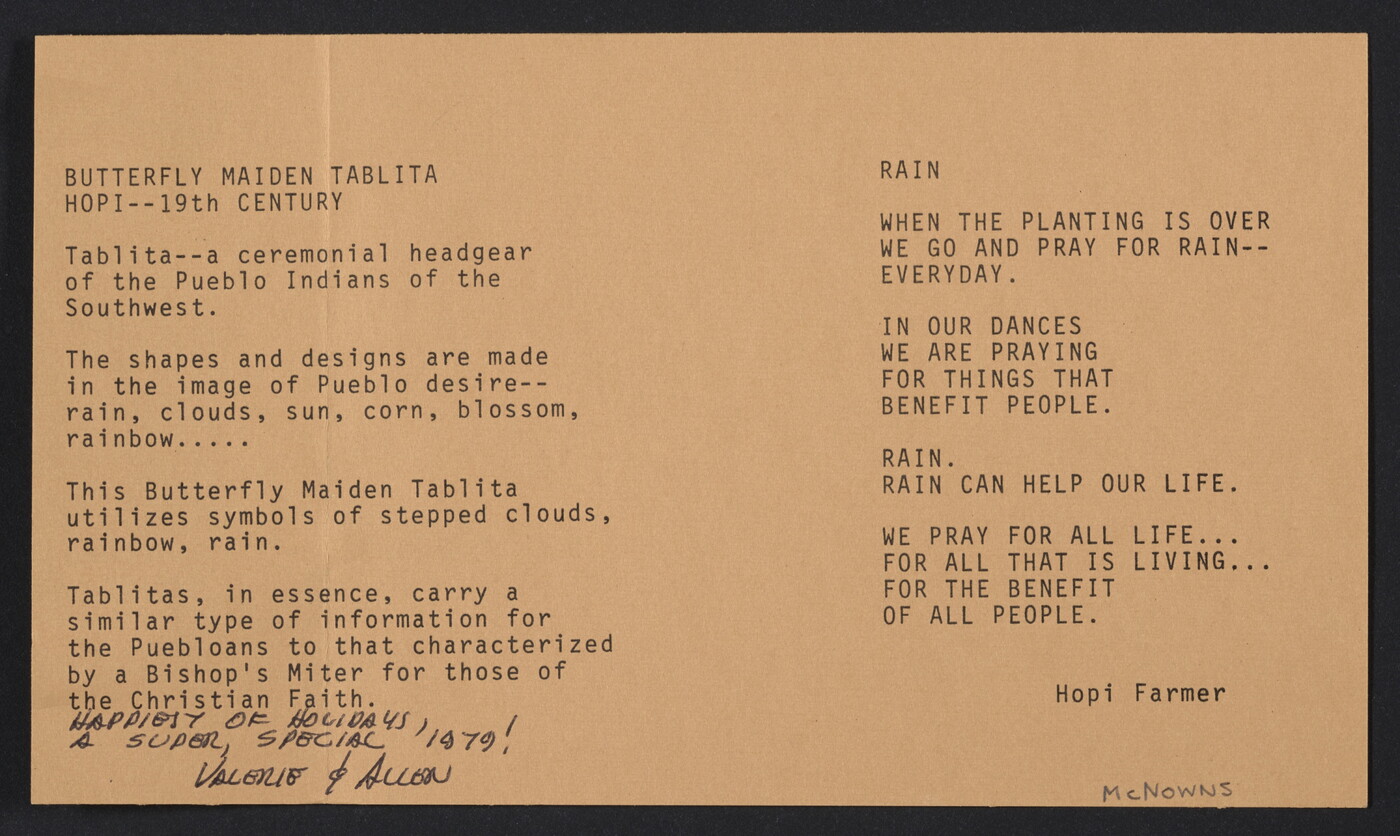 BUTTERFLY MAIDEN TABLITA
HOPI--19th CENTURY
Tablita--a ceremonial headgear
of the Pueblo Indians of the
Southwest.
The shapes and designs are made
in the image of Pueblo desire--
rain, clouds, sun, corn, blossom,
rainbow.....
This Butterfly Maiden Tablita
utilizes symbols of stepped clouds,
rainbow, rain.
Tablitas, in essence, carry a
similar type of information for
the Puebloans to that characterized
by a Bishop's Miter for those of
the Christian Faith.
HAPPIEST OF HOLIDAYS,
A SUPER, SPECIAL '1979!
VALERIE & ALLEN
RAIN
WHEN THE PLANTING IS OVER
WE GO AND PRAY FOR RAIN--
EVERYDAY.
IN OUR DANCES
WE ARE PRAYING
FOR THINGS THAT
BENEFIT PEOPLE.
RAIN.
RAIN CAN HELP OUR LIFE.
WE PRAY FOR ALL LIFE...
FOR ALL THAT IS LIVING...
FOR THE BENEFIT
OF ALL PEOPLE.
Hopi Farmer
McNOWNS